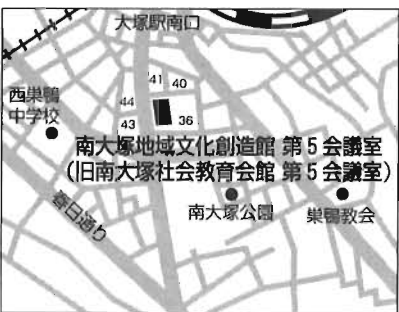 大塚駅南口
41 40
西巣鴨
中学校
44
36
43
南大塚地域文化創造館 第5会議室
(旧南大塚社会教育会館 第5会議室)
南大塚公園
巣鴨教会
春日通り